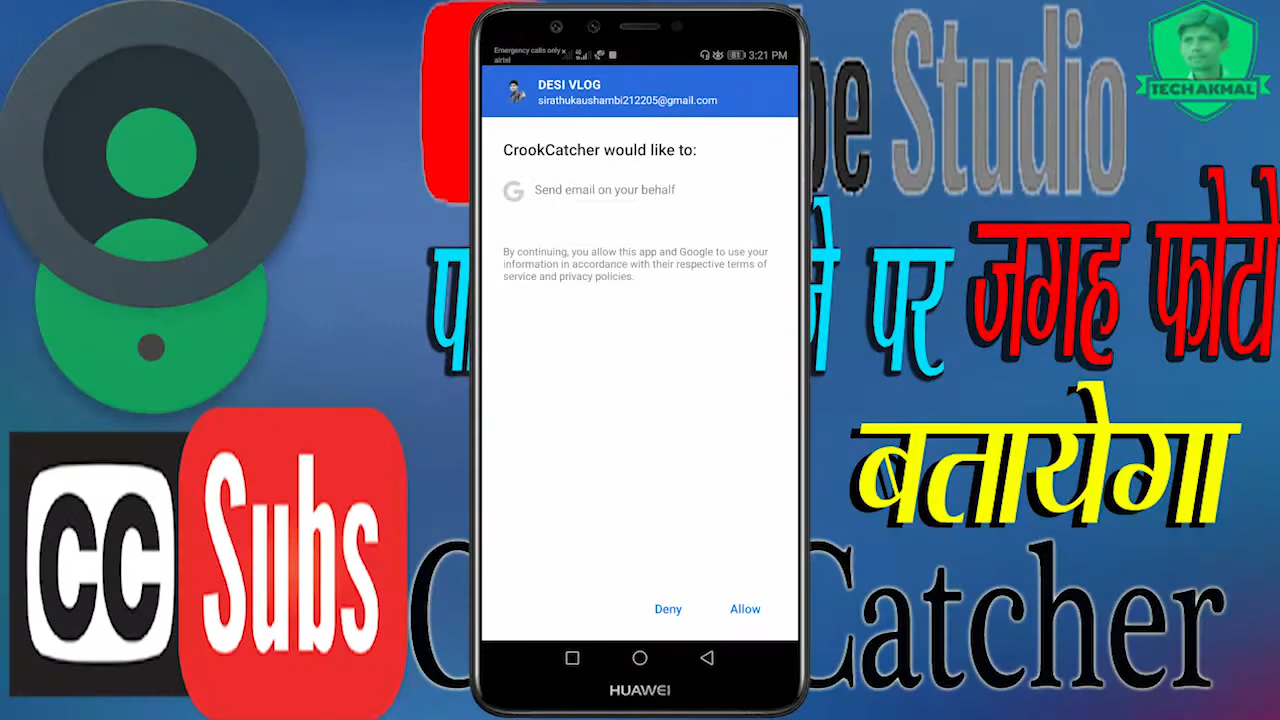 Emergency calls only
airtel
4G
81
3:21 PM
DESI VLOG
sirathukaushambi212205@gmail.com
CrookCatcher would like to:
G
Send email on your behalf
By continuing, you allow this app and Google to use your
information in accordance with their respective terms of
service and privacy policies.
Deny
Allow
HUAWEI
Studio
TECH AKMAL
पर जगह फोटो
बतायेगा
Catcher
CC
Subs